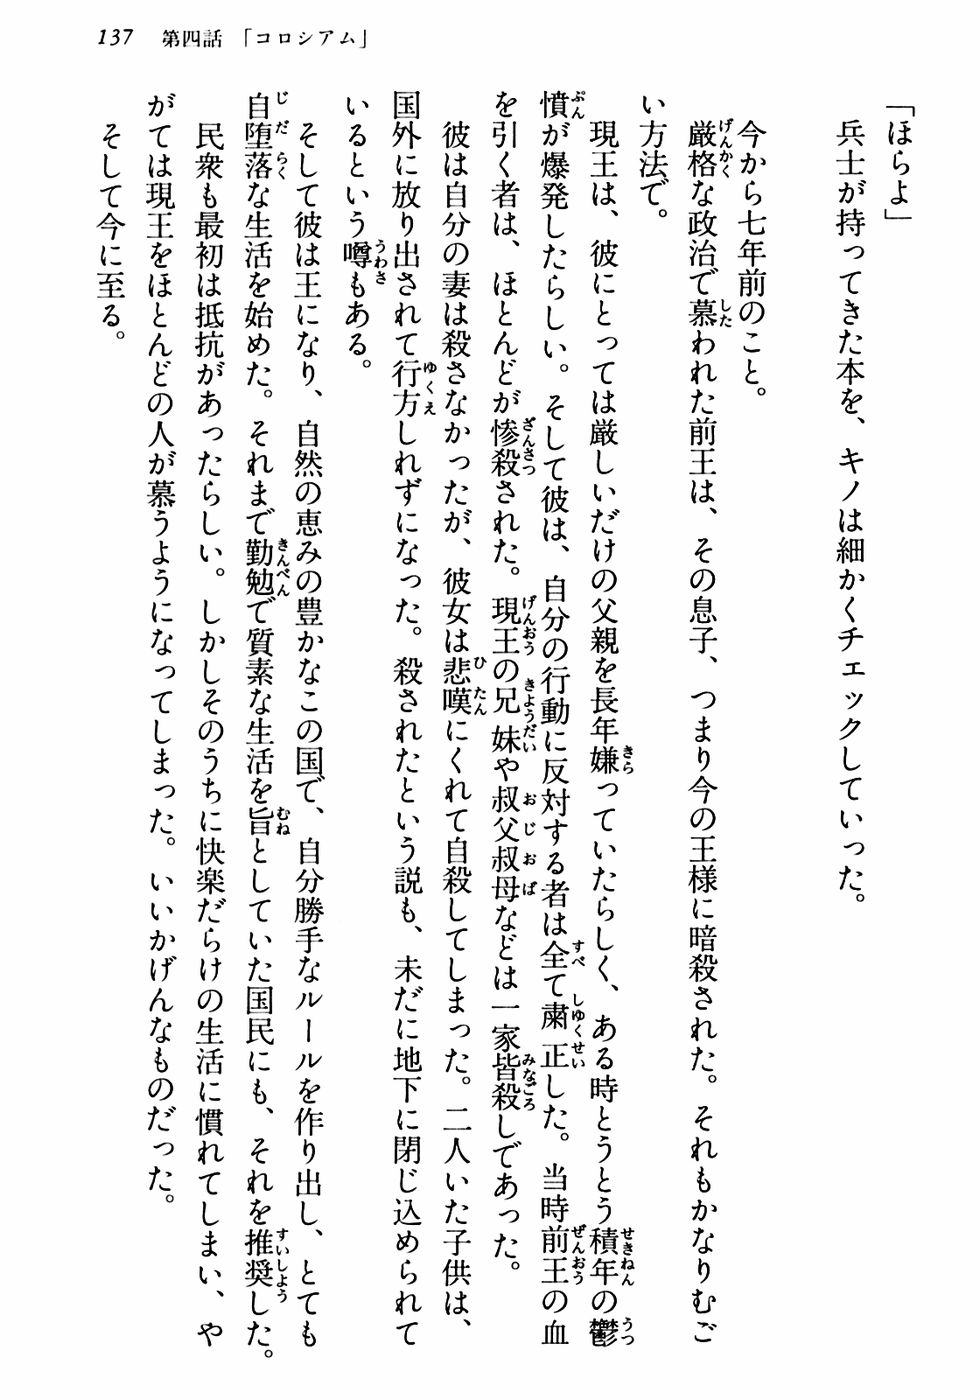 137　第四話　「コロシアム」
「ほらよ」
　兵士が持ってきた本を、キノは細かくチェックしていった。
　今から七年前のこと。
　厳格な政治で慕われた前王は、その息子、つまり今の王様に暗殺された。それもかなりむご
い方法で。
　現王は、彼にとっては厳しいだけの父親を長年嫌っていたらしく、ある時とうとう積年の鬱
憤が爆発したらしい。そして彼は、自分の行動に反対する者は全て粛正した。当時前王の血
を引く者は、ほとんどが惨殺された。現王の兄妹や叔父叔母などは一家皆殺しであった。
　彼は自分の妻は殺さなかったが、彼女は悲嘆にくれて自殺してしまった。二人いた子供は、
国外に放り出されて行方しれずになった。殺されたという説も、未だに地下に閉じ込められて
いるという噂もある。
　そして彼は王になり、自然の恵みの豊かなこの国で、自分勝手なルールを作り出し、とても
自堕落な生活を始めた。それまで勤勉で質素な生活を旨としていた国民にも、それを推奨した。
　民衆も最初は抵抗があったらしい。しかしそのうちに快楽だらけの生活に慣れてしまい、や
がては現王をほとんどの人が慕うようになってしまった。いいかげんなものだった。
　そして今に至る。